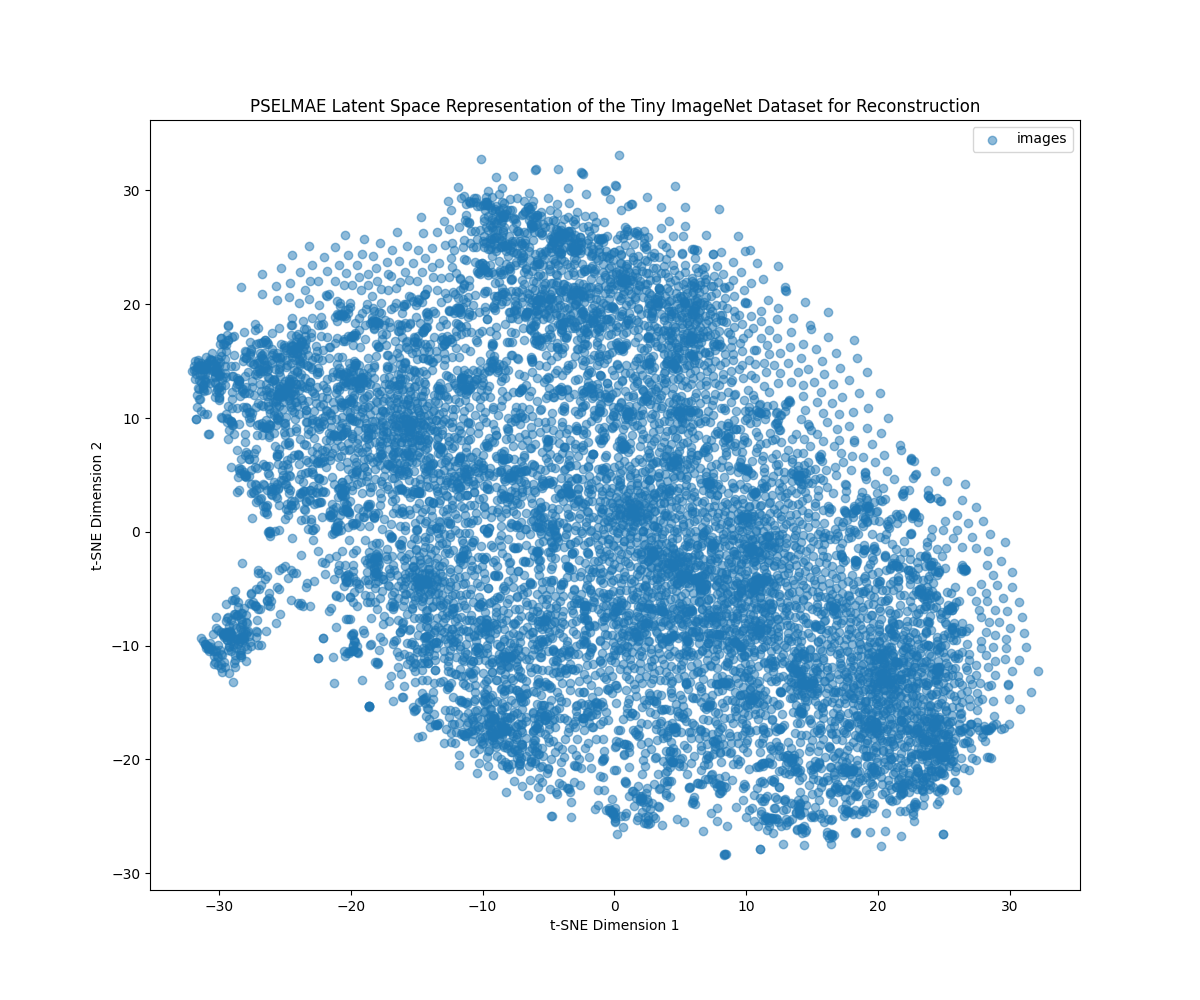 PSELMAE Latent Space Representation of the Tiny ImageNet Dataset for Reconstruction
images
30
20
10
0
−10
−20
−30
t-SNE Dimension 2
−30 −20 −10 0 10 20 30
t-SNE Dimension 1